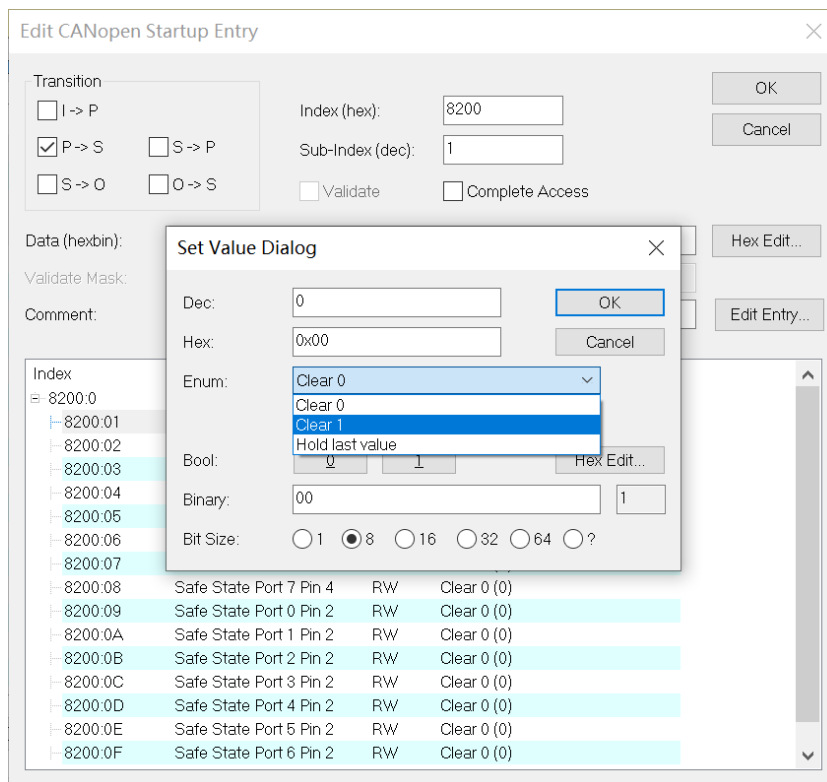 Edit CANopen Startup Entry
Transition
I -> P
P -> S
S -> P
S -> O
O -> S
Index (hex):
8200
Sub-Index (dec):
1
Validate
Complete Access
OK
Cancel
Data (hexbin):
Hex Edit...
Validate Mask:
Comment:
Edit Entry...
Set Value Dialog
Dec:
0
OK
Hex:
0x00
Cancel
Enum:
Clear 0
Clear 0
Clear 1
Hold last value
Bool:
0
1
Hex Edit...
Binary:
00
1
Bit Size:
1
8
16
32
64
?
Index
8200:0
8200:01
8200:02
8200:03
8200:04
8200:05
8200:06
8200:07
8200:08 Safe State Port 7 Pin 4 RW Clear 0 (0)
8200:09 Safe State Port 0 Pin 2 RW Clear 0 (0)
8200:0A Safe State Port 1 Pin 2 RW Clear 0 (0)
8200:0B Safe State Port 2 Pin 2 RW Clear 0 (0)
8200:0C Safe State Port 3 Pin 2 RW Clear 0 (0)
8200:0D Safe State Port 4 Pin 2 RW Clear 0 (0)
8200:0E Safe State Port 5 Pin 2 RW Clear 0 (0)
8200:0F Safe State Port 6 Pin 2 RW Clear 0 (0)